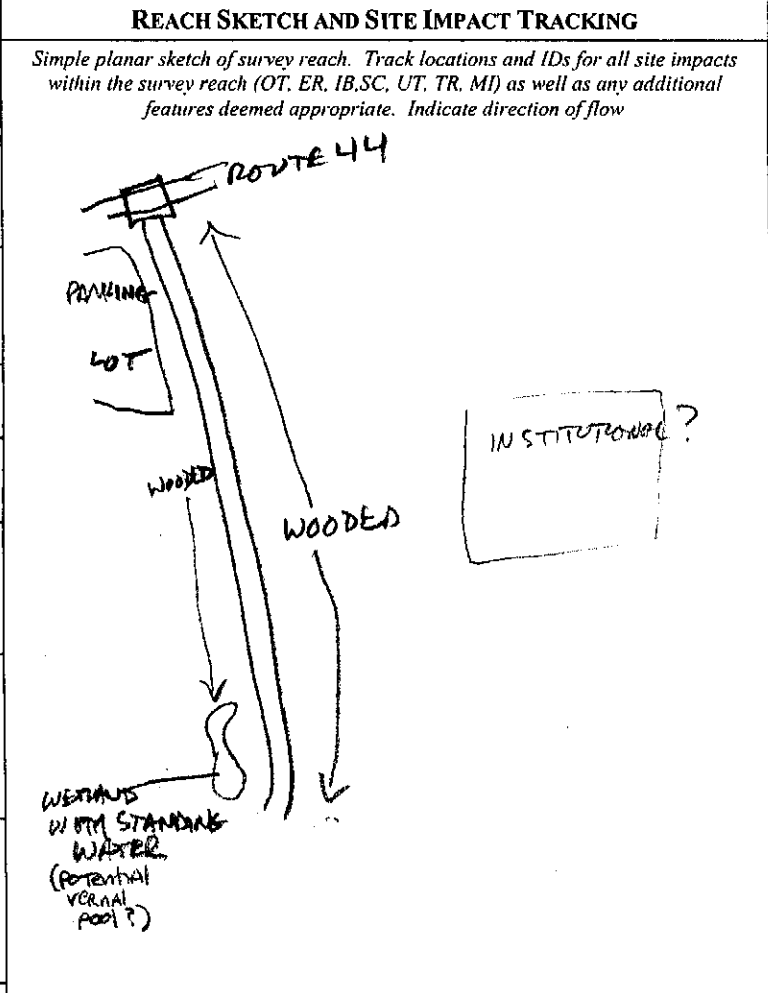 REACH SKETCH AND SITE IMPACT TRACKING
Simple planar sketch of survey reach. Track locations and IDs for all site impacts
within the survey reach (OT, ER, IB,SC, UT, TR, MI) as well as any additional
features deemed appropriate. Indicate direction of flow
ROUTE 44
PARKING
LOT
INSTITUTIONAL ?
WOODED
WOODED
WETLAND
WITH STANDING
WATER
(POTENTIAL
VERNAL
POOL ?)